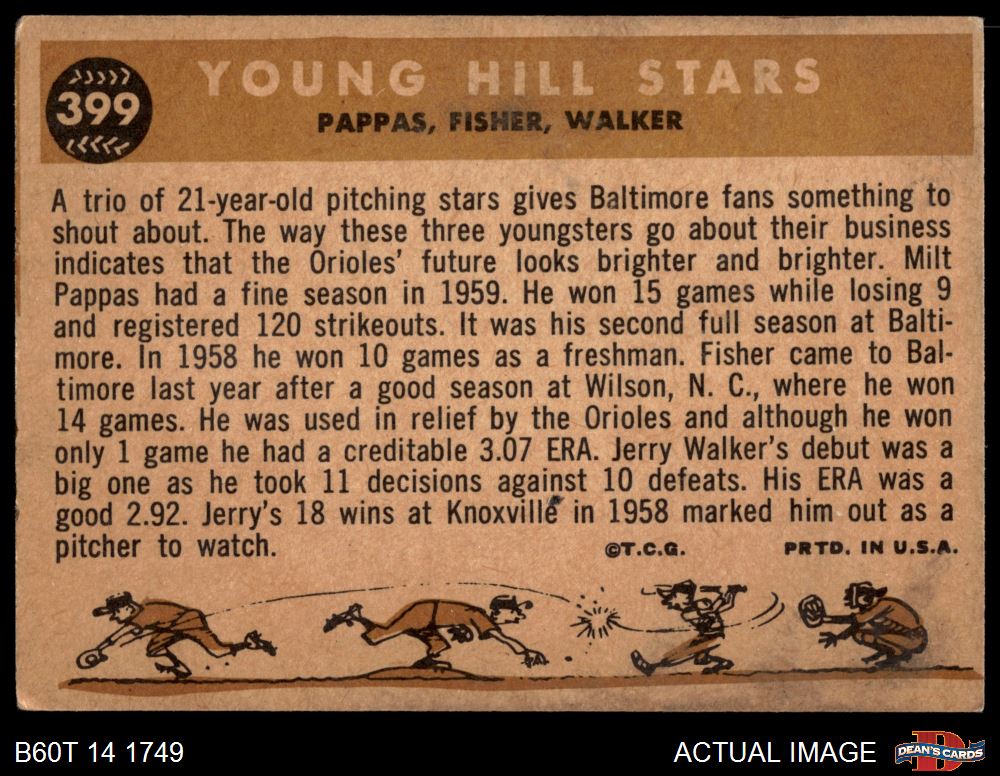 399
YOUNG HILL STARS
PAPPAS, FISHER, WALKER
A trio of 21-year-old pitching stars gives Baltimore fans something to
shout about. The way these three youngsters go about their business
indicates that the Orioles' future looks brighter and brighter. Milt
Pappas had a fine season in 1959. He won 15 games while losing 9
and registered 120 strikeouts. It was his second full season at Balti-
more. In 1958 he won 10 games as a freshman. Fisher came to Bal-
timore last year after a good season at Wilson, N. C., where he won
14 games. He was used in relief by the Orioles and although he won
only 1 game he had a creditable 3.07 ERA. Jerry Walker's debut was a
big one as he took 11 decisions against 10 defeats. His ERA was a
good 2.92. Jerry's 18 wins at Knoxville in 1958 marked him out as a
pitcher to watch.
©T.C.G. PRTD. IN U.S.A.
B60T 14 1749
ACTUAL IMAGE
DEAN'S CARDS